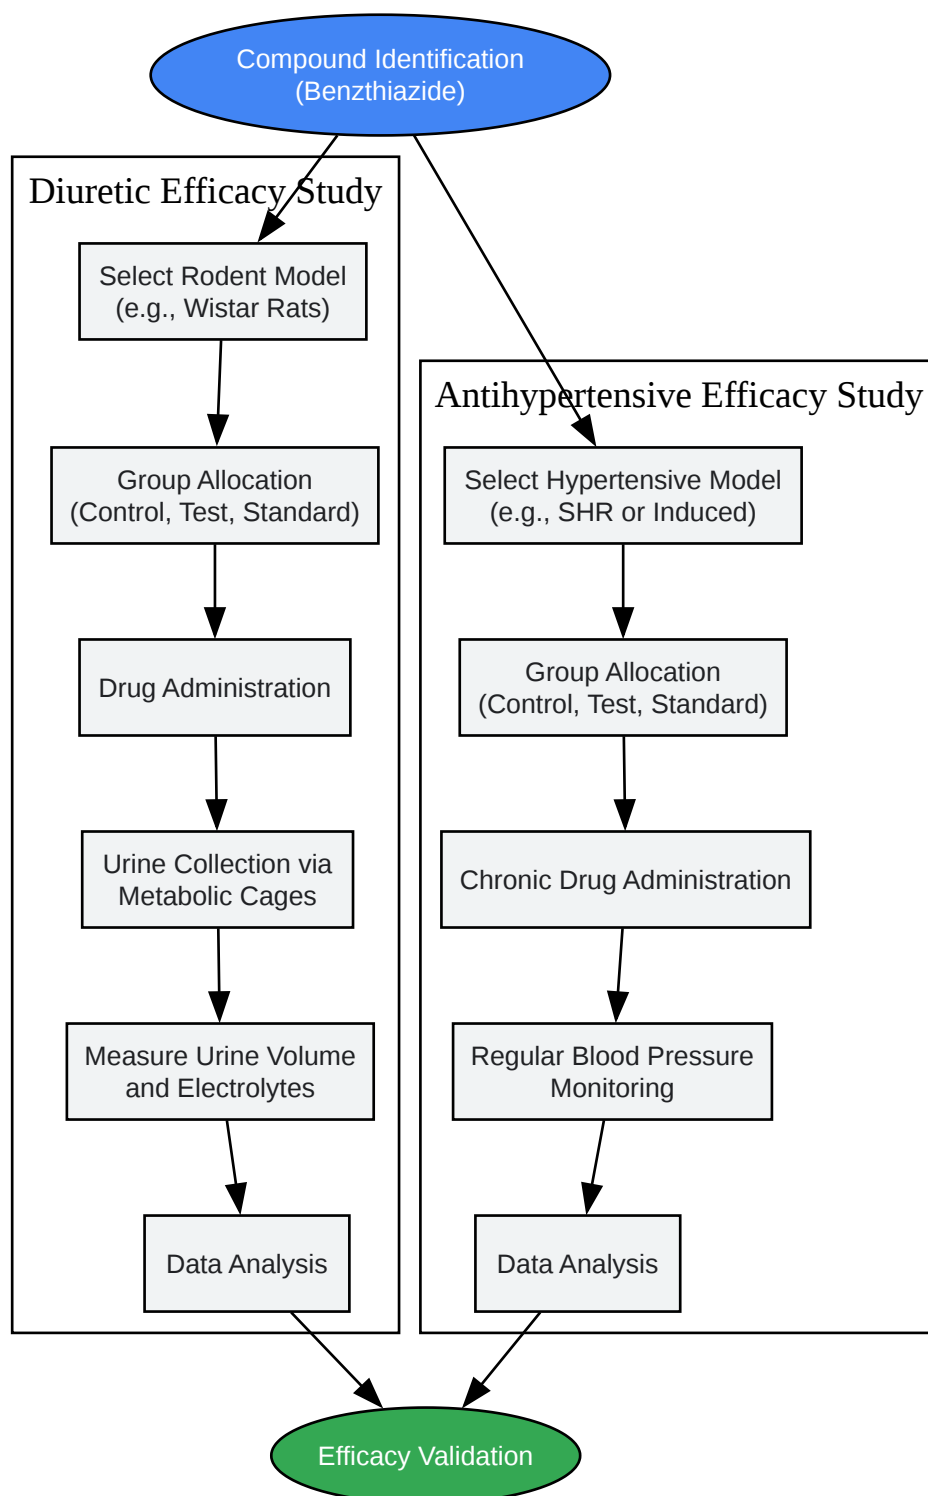 Compound Identification
(Benzthiazide)
Diuretic Efficacy Study
Select Rodent Model
(e.g., Wistar Rats)
Group Allocation
(Control, Test, Standard)
Drug Administration
Urine Collection via
Metabolic Cages
Measure Urine Volume
and Electrolytes
Data Analysis
Antihypertensive Efficacy Study
Select Hypertensive Model
(e.g., SHR or Induced)
Group Allocation
(Control, Test, Standard)
Chronic Drug Administration
Regular Blood Pressure
Monitoring
Data Analysis
Efficacy Validation